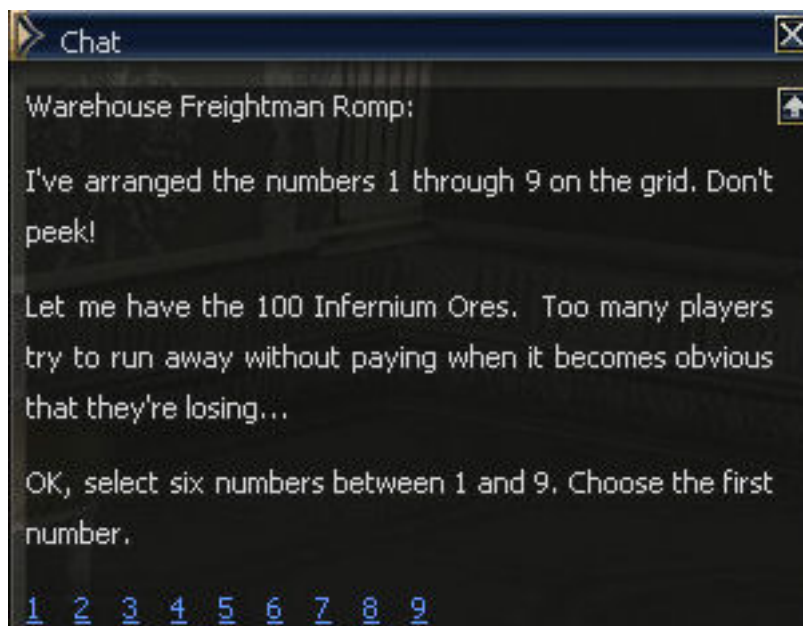 Chat
Warehouse Freightman Romp:
I've arranged the numbers 1 through 9 on the grid. Don't
peek!
Let me have the 100 Infernium Ores.  Too many players
try to run away without paying when it becomes obvious
that they're losing...
OK, select six numbers between 1 and 9. Choose the first
number.
1 2 3 4 5 6 7 8 9